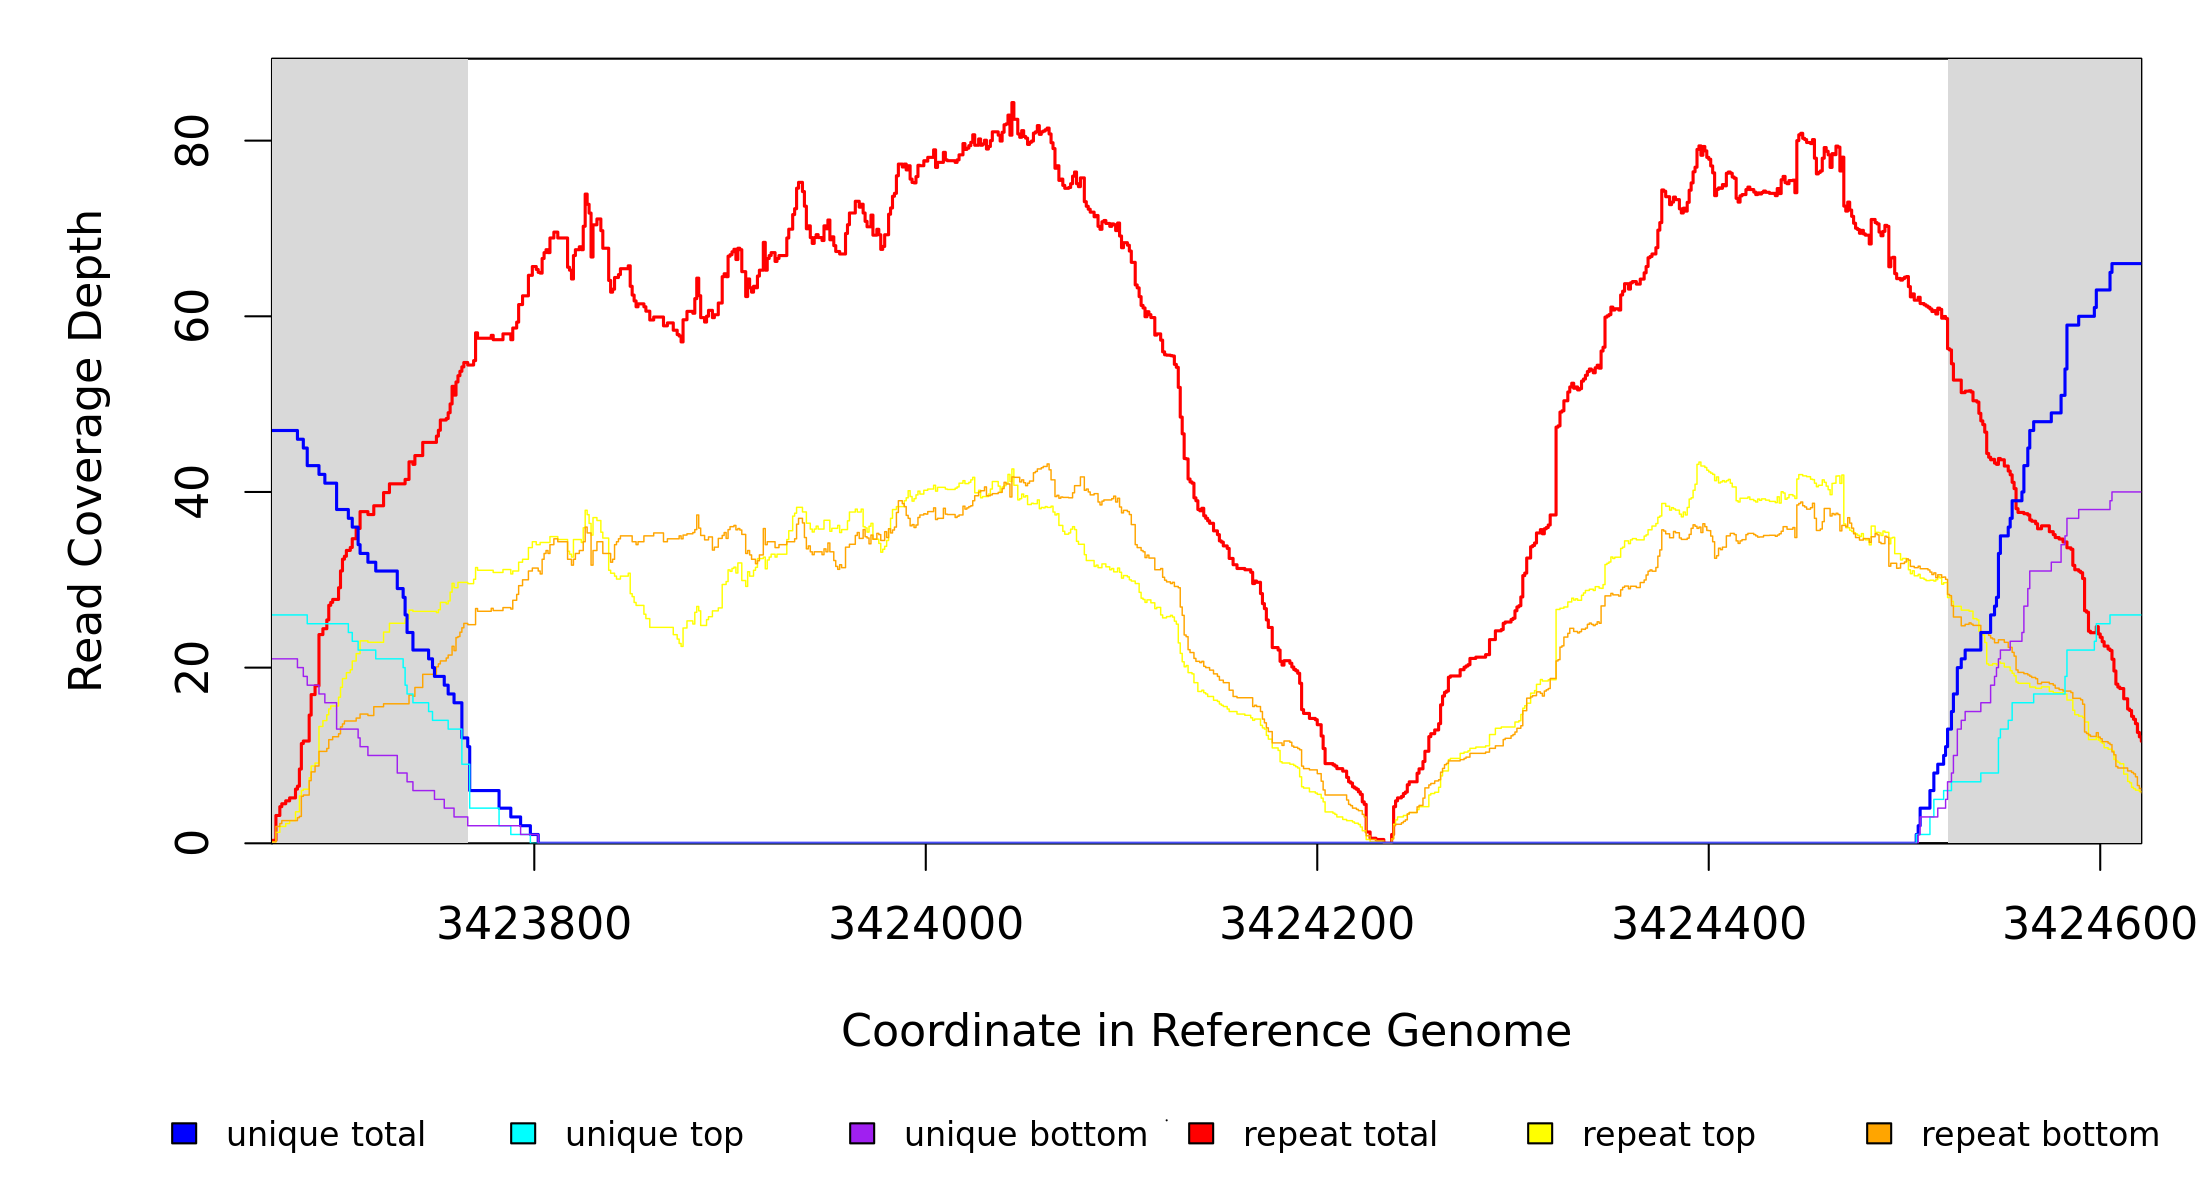 Read Coverage Depth
80
60
40
20
0
3423800 3424000 3424200 3424400 3424600
Coordinate in Reference Genome
unique total unique top unique bottom repeat total repeat top repeat bottom